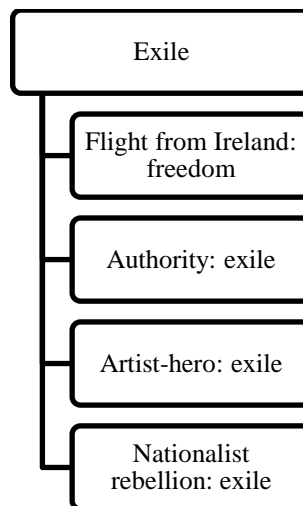 Exile
Flight from Ireland:
freedom
Authority: exile
Artist-hero: exile
Nationalist
rebellion: exile